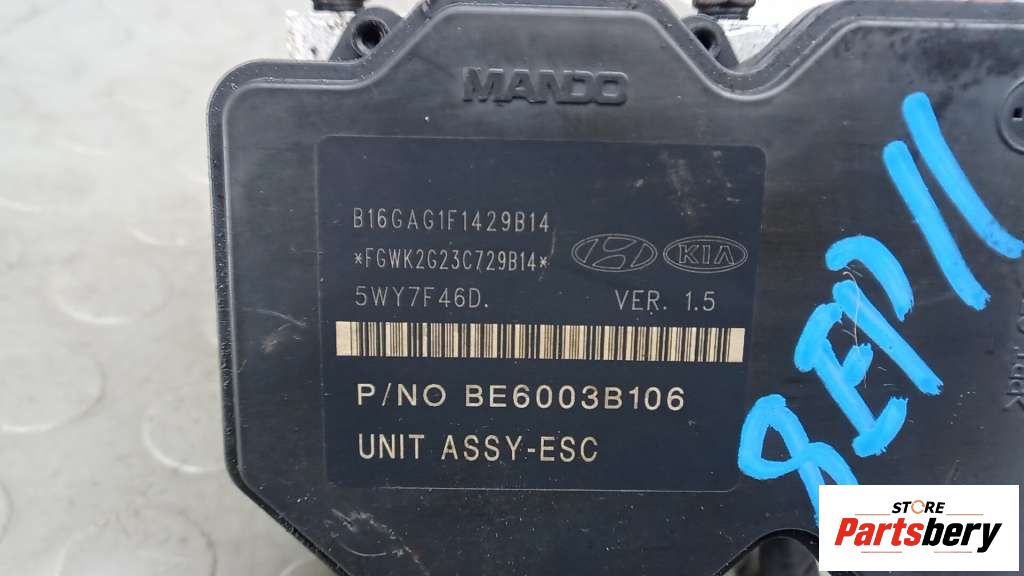 MANDO
B16GAG1F1429B14
*FGWK2G23C729B14*
KIA
5WY7F46D. VER. 1.5
P/NO BE6003B106
UNIT ASSY-ESC
STORE
Partsbery